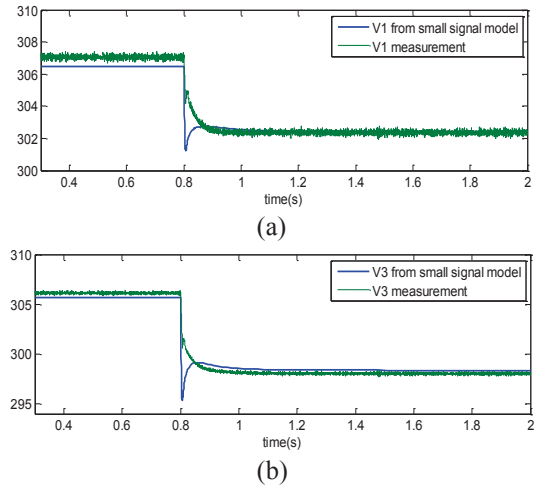 310
308
306
304
302
300
V1 from small signal model
V1 measurement
0.4 0.6 0.8 1 1.2 1.4 1.6 1.8 2
time(s)
(a)
310
305
300
295
V3 from small signal model
V3 measurement
0.4 0.6 0.8 1 1.2 1.4 1.6 1.8 2
time(s)
(b)